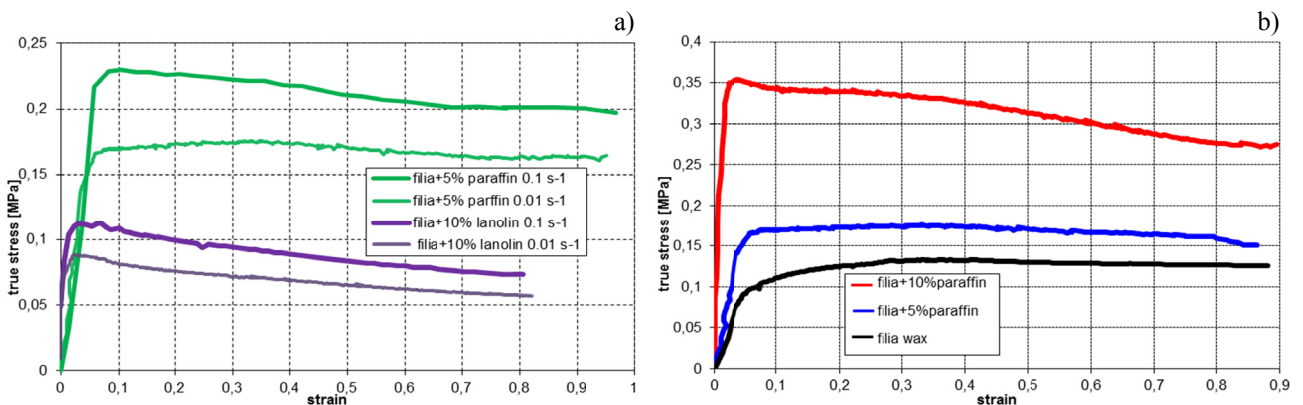 a)
0,25
0,2
0,15
0,1
0,05
0
true stress [MPa]
0
0,1
0,2
0,3
0,4
0,5
0,6
0,7
0,8
0,9
1
strain
filia+5% paraffin 0.1 s-1
filia+5% parffin 0.01 s-1
filia+10% lanolin 0.1 s-1
filia+10% lanolin 0.01 s-1
b)
0,4
0,35
0,3
0,25
0,2
0,15
0,1
0,05
0
true stress [MPa]
0
0,1
0,2
0,3
0,4
0,5
0,6
0,7
0,8
0,9
strain
filia+10%paraffin
filia+5%paraffin
filia wax